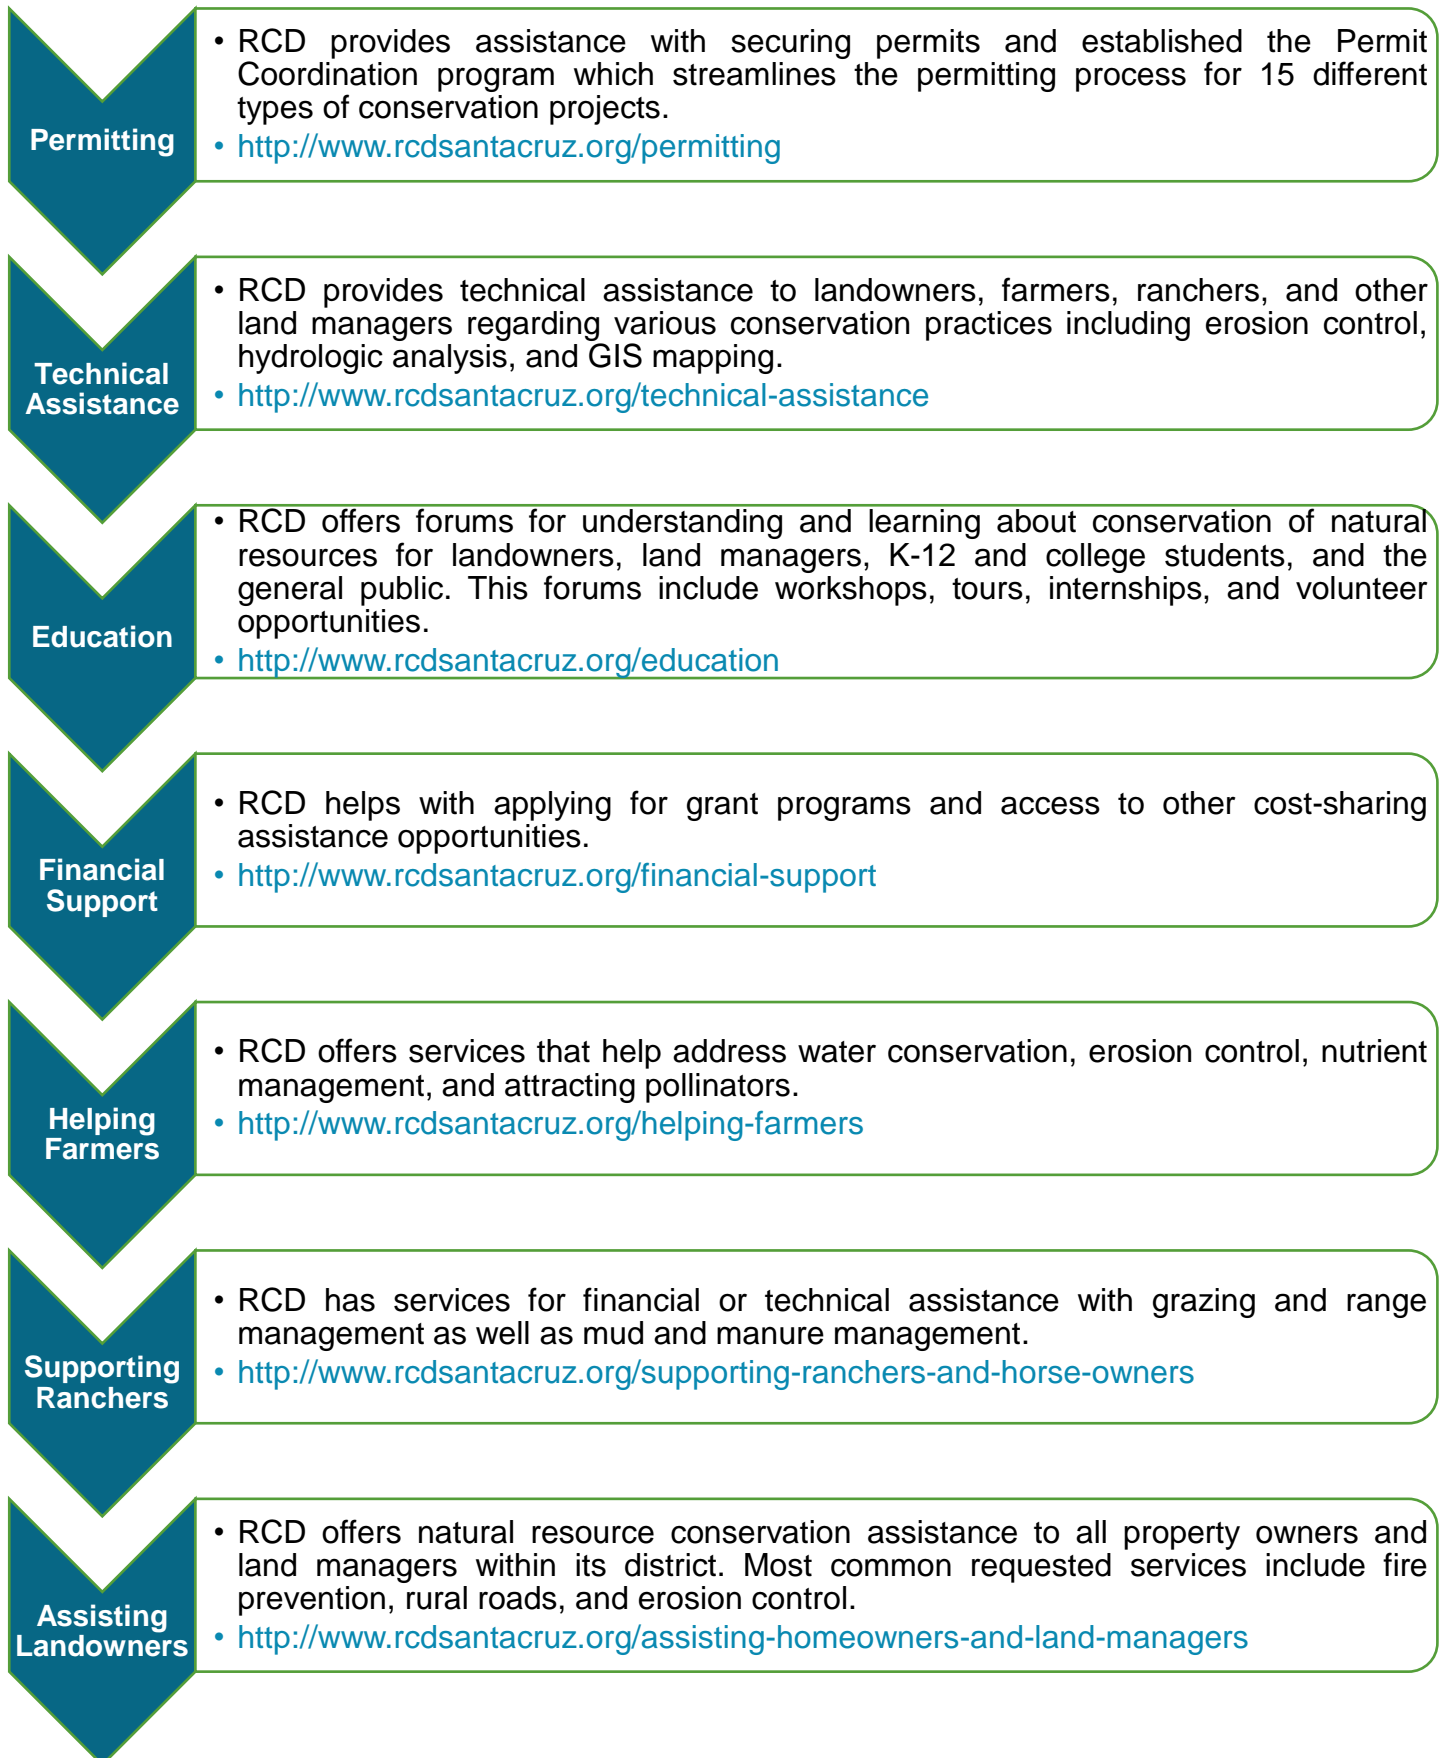 Permitting
• RCD provides assistance with securing permits and established the Permit
Coordination program which streamlines the permitting process for 15 different
types of conservation projects.
• http://www.rcdsantacruz.org/permitting
Technical
Assistance
• RCD provides technical assistance to landowners, farmers, ranchers, and other
land managers regarding various conservation practices including erosion control,
hydrologic analysis, and GIS mapping.
• http://www.rcdsantacruz.org/technical-assistance
Education
• RCD offers forums for understanding and learning about conservation of natural
resources for landowners, land managers, K-12 and college students, and the
general public. This forums include workshops, tours, internships, and volunteer
opportunities.
• http://www.rcdsantacruz.org/education
Financial
Support
• RCD helps with applying for grant programs and access to other cost-sharing
assistance opportunities.
• http://www.rcdsantacruz.org/financial-support
Helping
Farmers
• RCD offers services that help address water conservation, erosion control, nutrient
management, and attracting pollinators.
• http://www.rcdsantacruz.org/helping-farmers
Supporting
Ranchers
• RCD has services for financial or technical assistance with grazing and range
management as well as mud and manure management.
• http://www.rcdsantacruz.org/supporting-ranchers-and-horse-owners
Assisting
Landowners
• RCD offers natural resource conservation assistance to all property owners and
land managers within its district. Most common requested services include fire
prevention, rural roads, and erosion control.
• http://www.rcdsantacruz.org/assisting-homeowners-and-land-managers